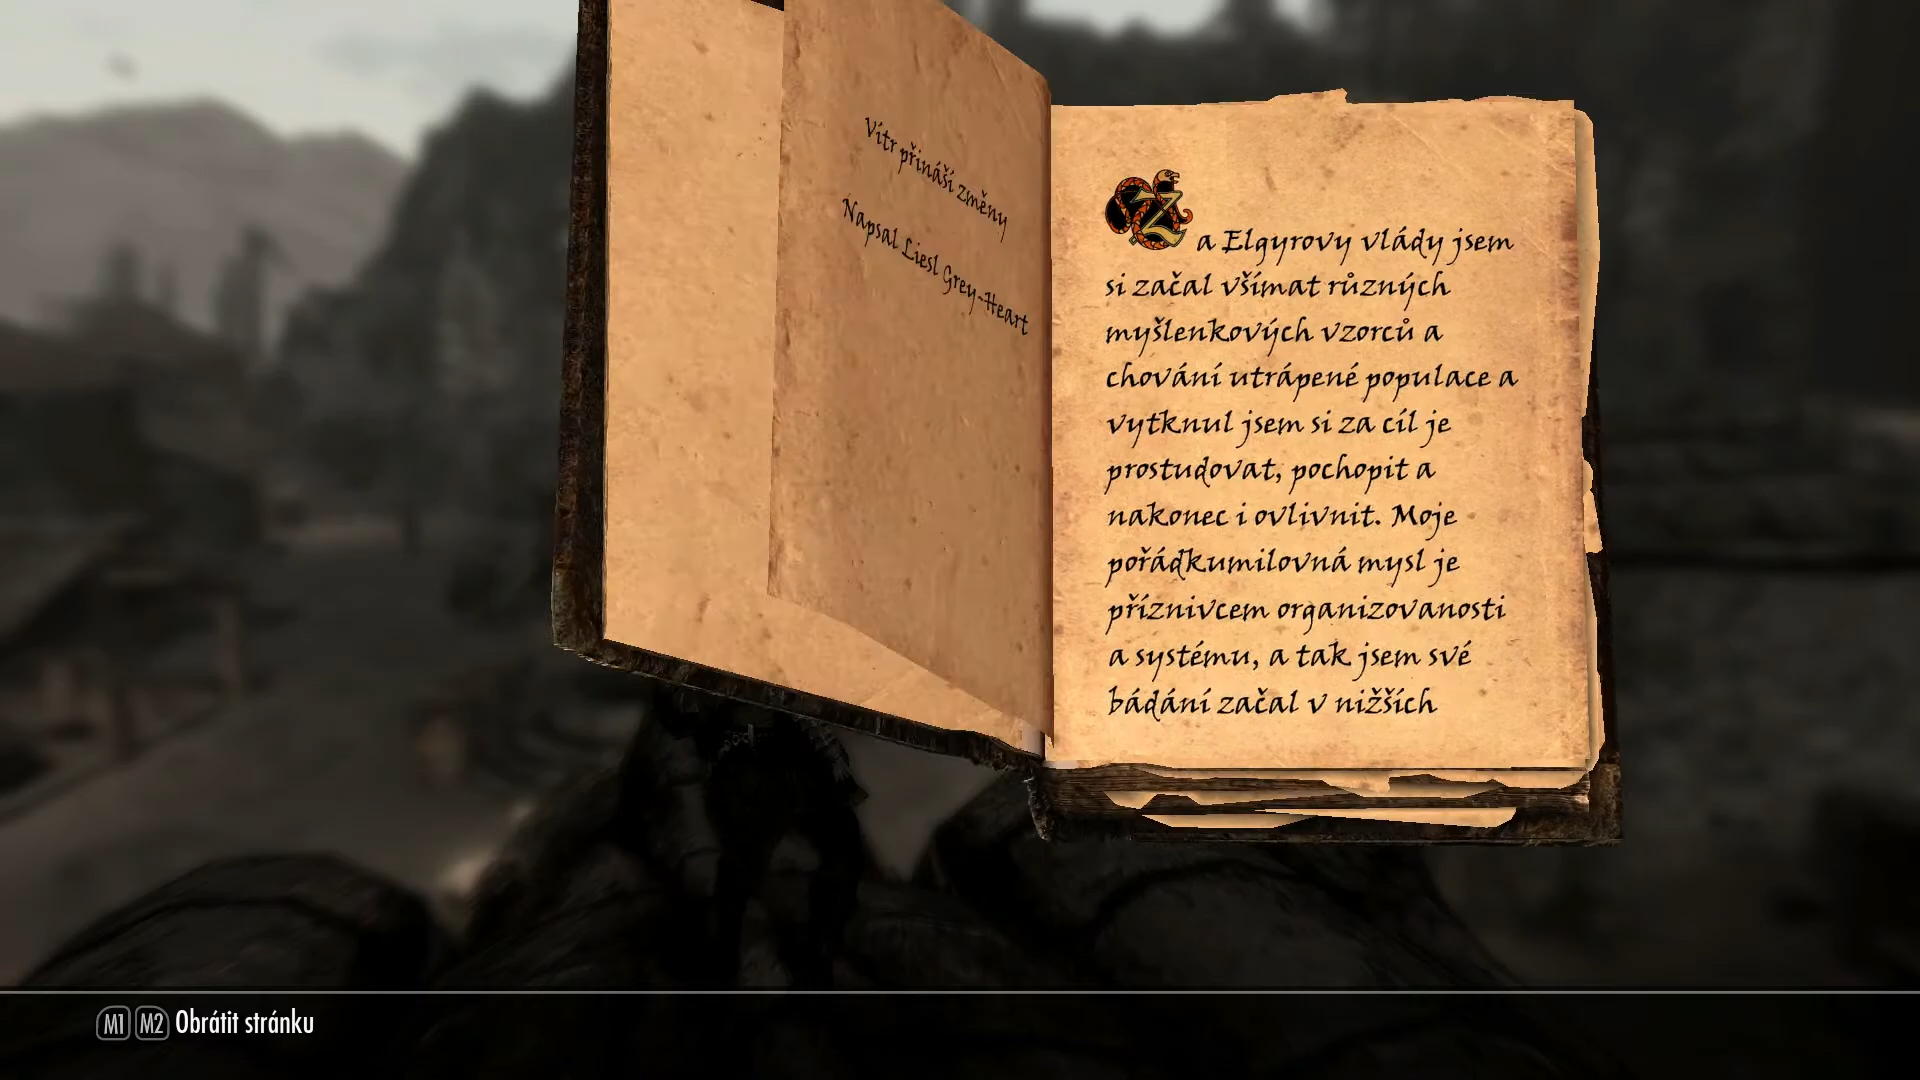 Vítr přináší změny
Napsal Liesl Grey-Heart
Za Elgyrovy vlády jsem
si začal všímat různých
myšlenkových vzorců a
chování utrápené populace a
vytknul jsem si za cíl je
prostudovat, pochopit a
nakonec i ovlivnit. Moje
pořádkumilovná mysl je
příznivcem organizovanosti
a systému, a tak jsem své
bádání začal v nižších
M1 M2 Obrátit stránku